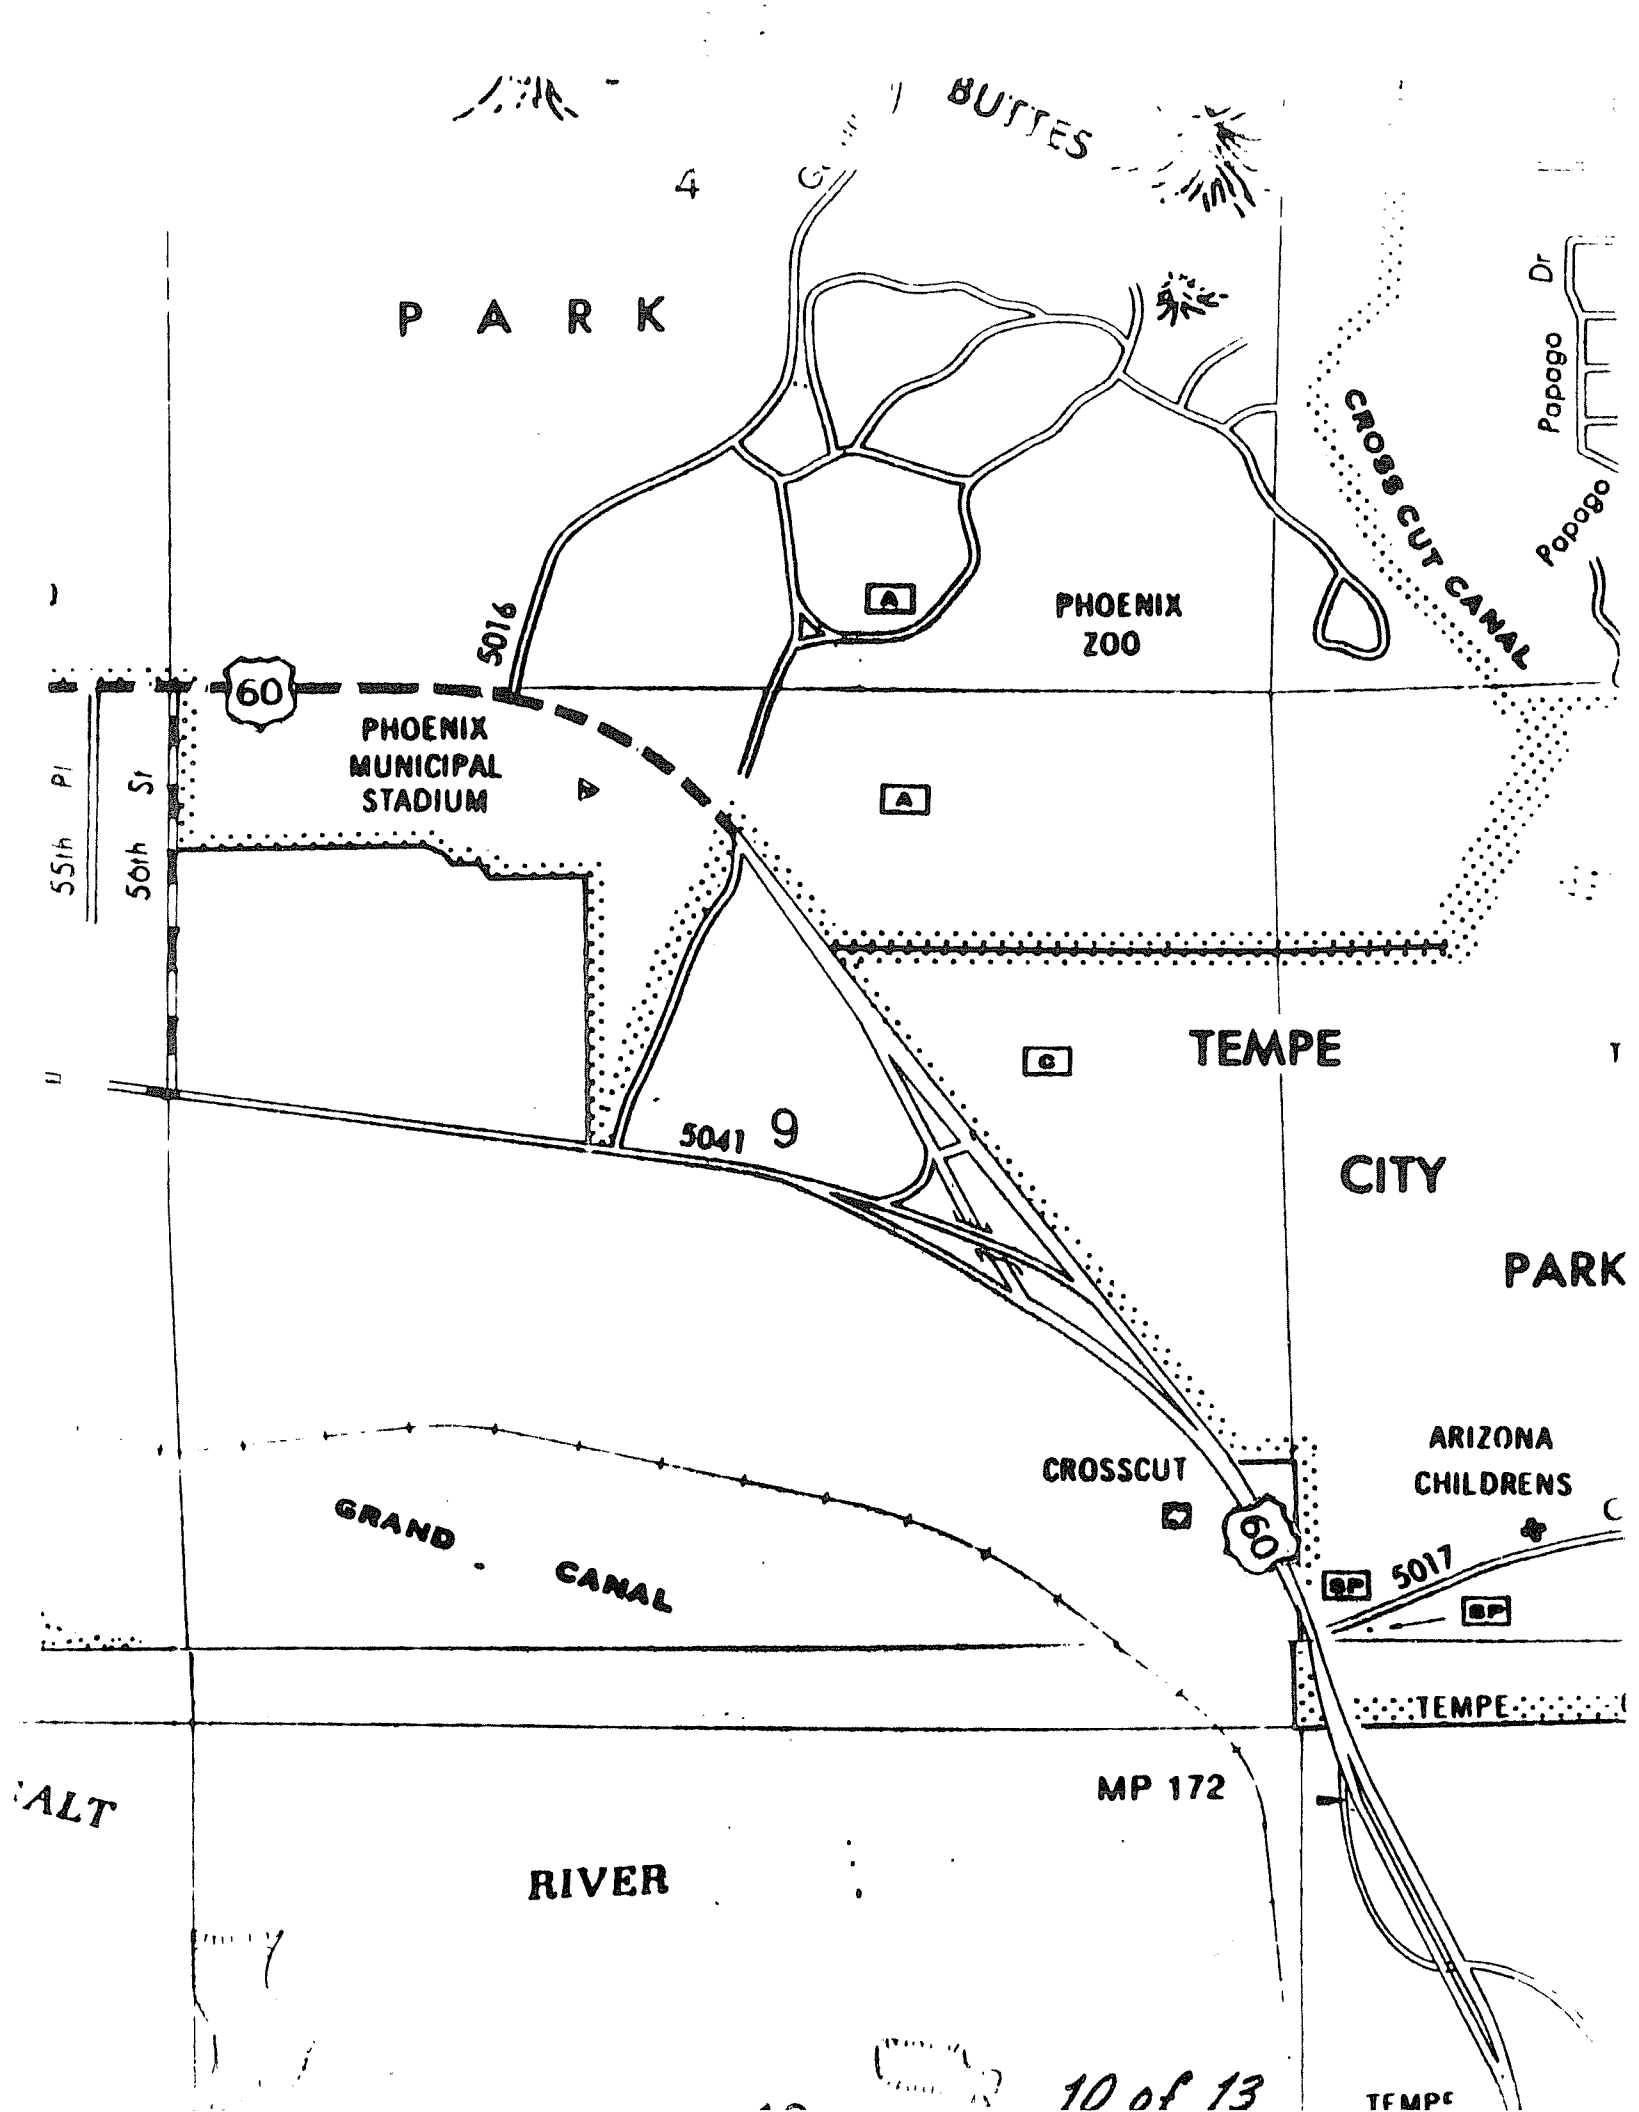 BUTTES
4
PARK
Dr
Papago
CROSS CUT CANAL
Papago
A
PHOENIX
ZOO
5016
60
PHOENIX
MUNICIPAL
STADIUM
55th Pl
56th St
A
TEMPE
C
CITY
5041
9
PARK
ARIZONA
CHILDRENS
CROSSCUT
GRAND CANAL
60
SP
5017
SP
TEMPE
MP 172
RIVER
10 of 13